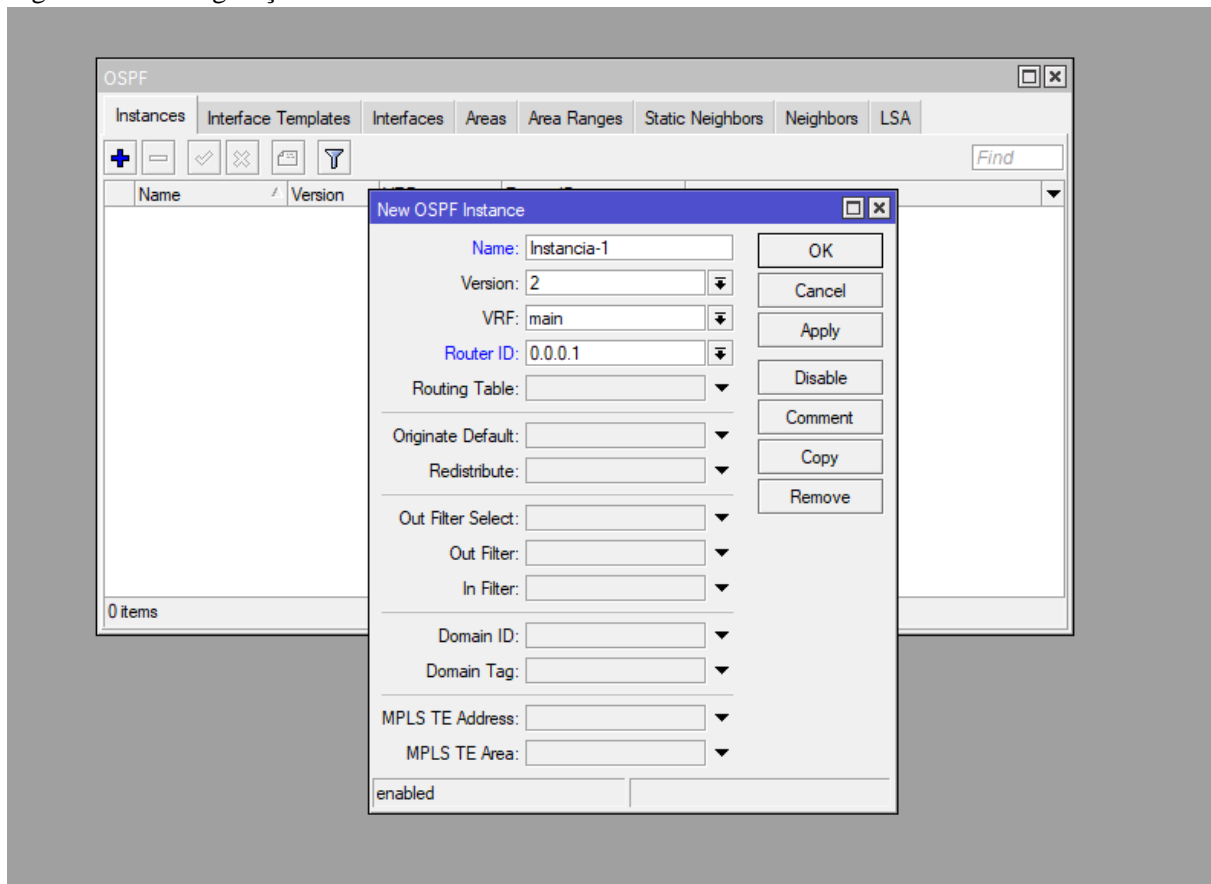 OSPF
Instances Interface Templates Interfaces Areas Area Ranges Static Neighbors Neighbors LSA
Find
Name Version
New OSPF Instance
Name: Instancia-1 OK
Version: 2 Cancel
VRF: main Apply
Router ID: 0.0.0.1
Routing Table: Disable
Comment
Originate Default:
Copy
Redistribute:
Remove
Out Filter Select:
Out Filter:
In Filter:
0 items
Domain ID:
Domain Tag:
MPLS TE Address:
MPLS TE Area:
enabled